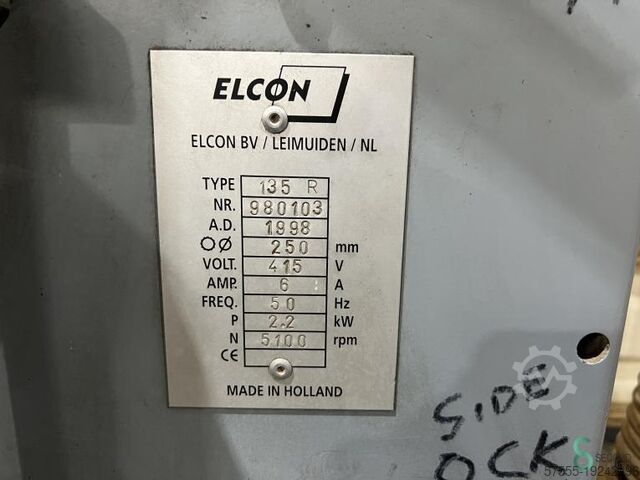 ELCON
ELCON BV / LEIMUIDEN / NL
TYPE 135 R
NR. 980103
A.D. 1998
Ø 250 mm
VOLT. 415 V
AMP. 6 A
FREQ. 50 Hz
P 2.2 kW
N 5100 rpm
CE
MADE IN HOLLAND
SIDE
OCK